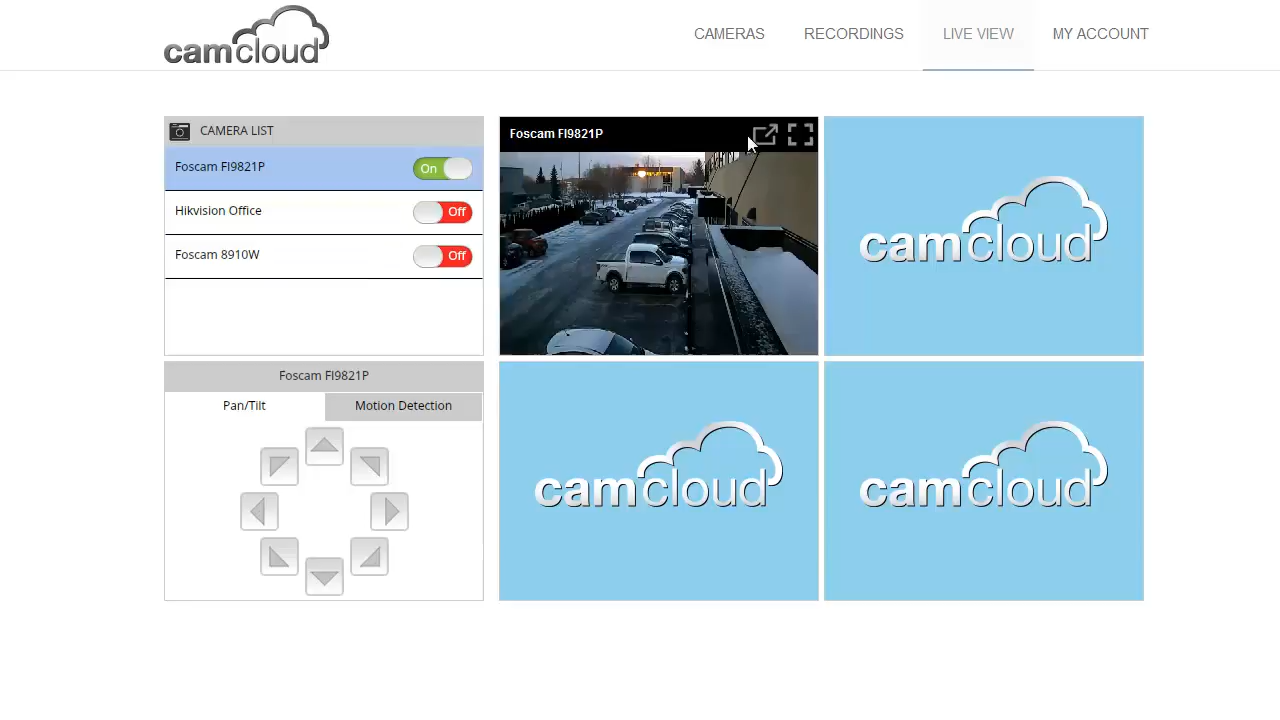 camcloud
CAMERAS
RECORDINGS
LIVE VIEW
MY ACCOUNT
CAMERA LIST
Foscam FI9821P
On
Hikvision Office
Off
Foscam 8910W
Off
Foscam FI9821P
camcloud
Foscam FI9821P
Pan/Tilt
Motion Detection
camcloud
camcloud